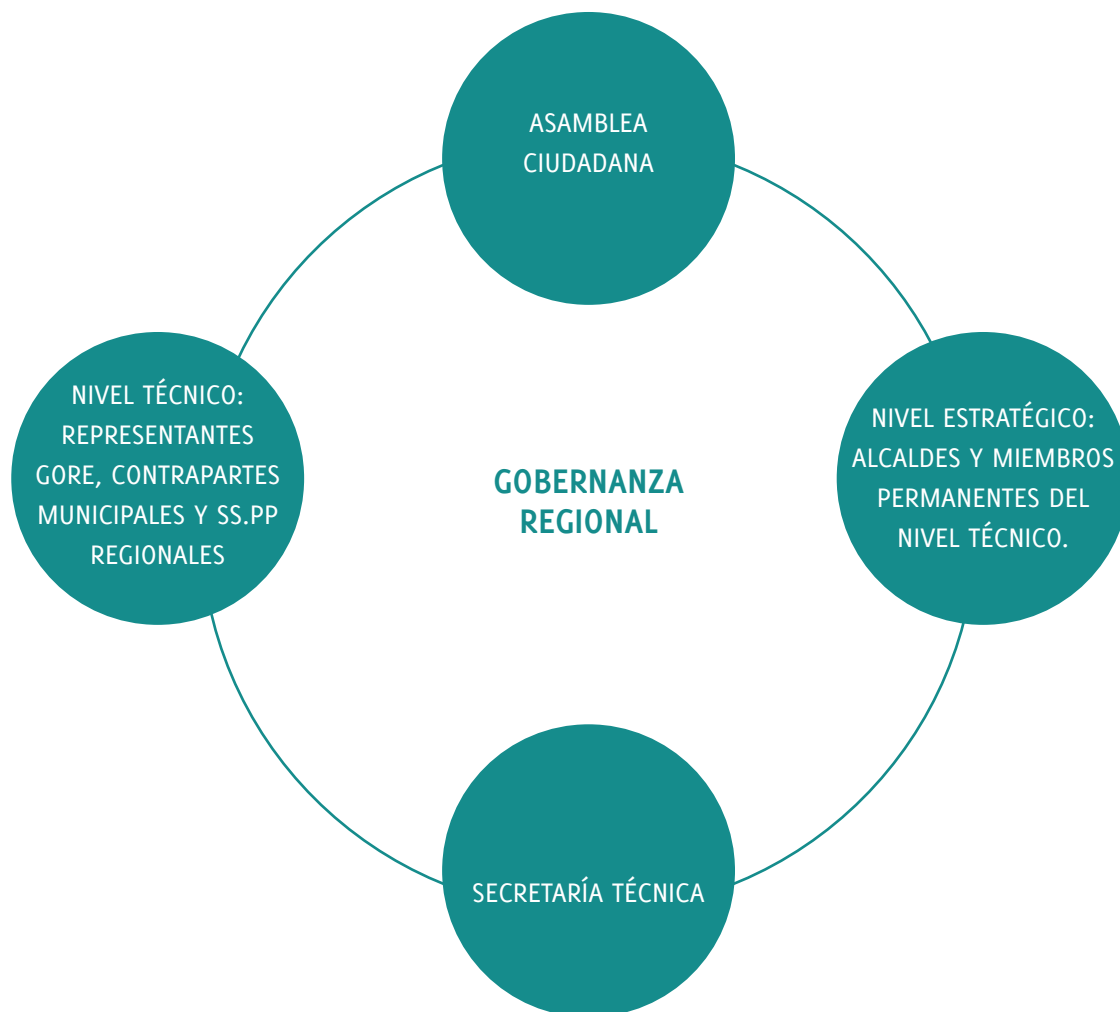 ASAMBLEA
CIUDADANA
NIVEL TÉCNICO:
REPRESENTANTES
GORE, CONTRAPARTES
MUNICIPALES Y SS.PP
REGIONALES
GOBERNANZA
REGIONAL
NIVEL ESTRATÉGICO:
ALCALDES Y MIEMBROS
PERMANENTES DEL
NIVEL TÉCNICO.
SECRETARÍA TÉCNICA